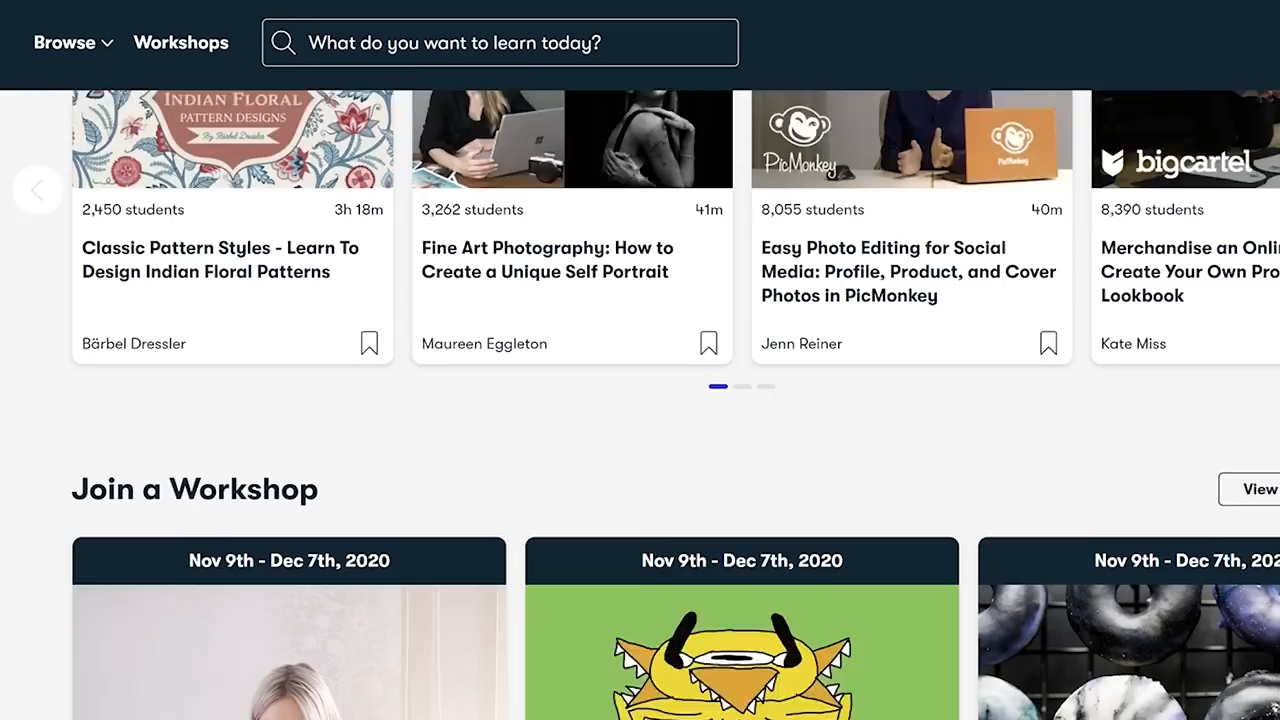 Browse
Workshops
What do you want to learn today?
INDIAN FLORAL
PATTERN DESIGNS
By Bärbel Dressler
PicMonkey
PicMonkey
bigcartel
2,450 students
3h 18m
3,262 students
41m
8,055 students
40m
8,390 students
Classic Pattern Styles - Learn To
Design Indian Floral Patterns
Fine Art Photography: How to
Create a Unique Self Portrait
Easy Photo Editing for Social
Media: Profile, Product, and Cover
Photos in PicMonkey
Merchandise an Onli
Create Your Own Pro
Lookbook
Bärbel Dressler
Maureen Eggleton
Jenn Reiner
Kate Miss
Join a Workshop
View
Nov 9th - Dec 7th, 2020
Nov 9th - Dec 7th, 2020
Nov 9th - Dec 7th, 202